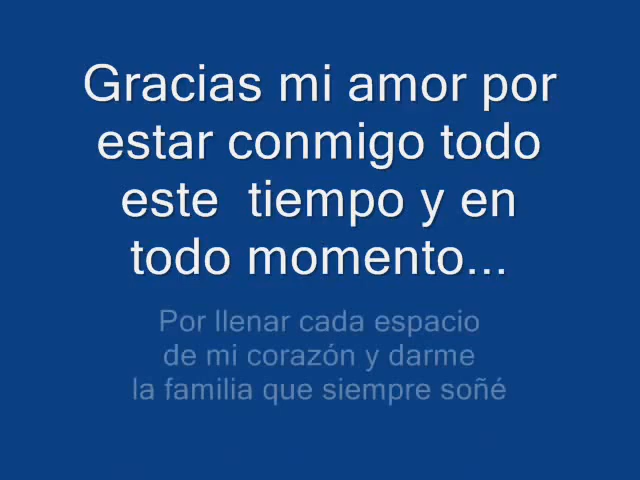 Gracias mi amor por
estar conmigo todo
este  tiempo y en
todo momento...
Por llenar cada espacio
de mi corazón y darme
la familia que siempre soñé